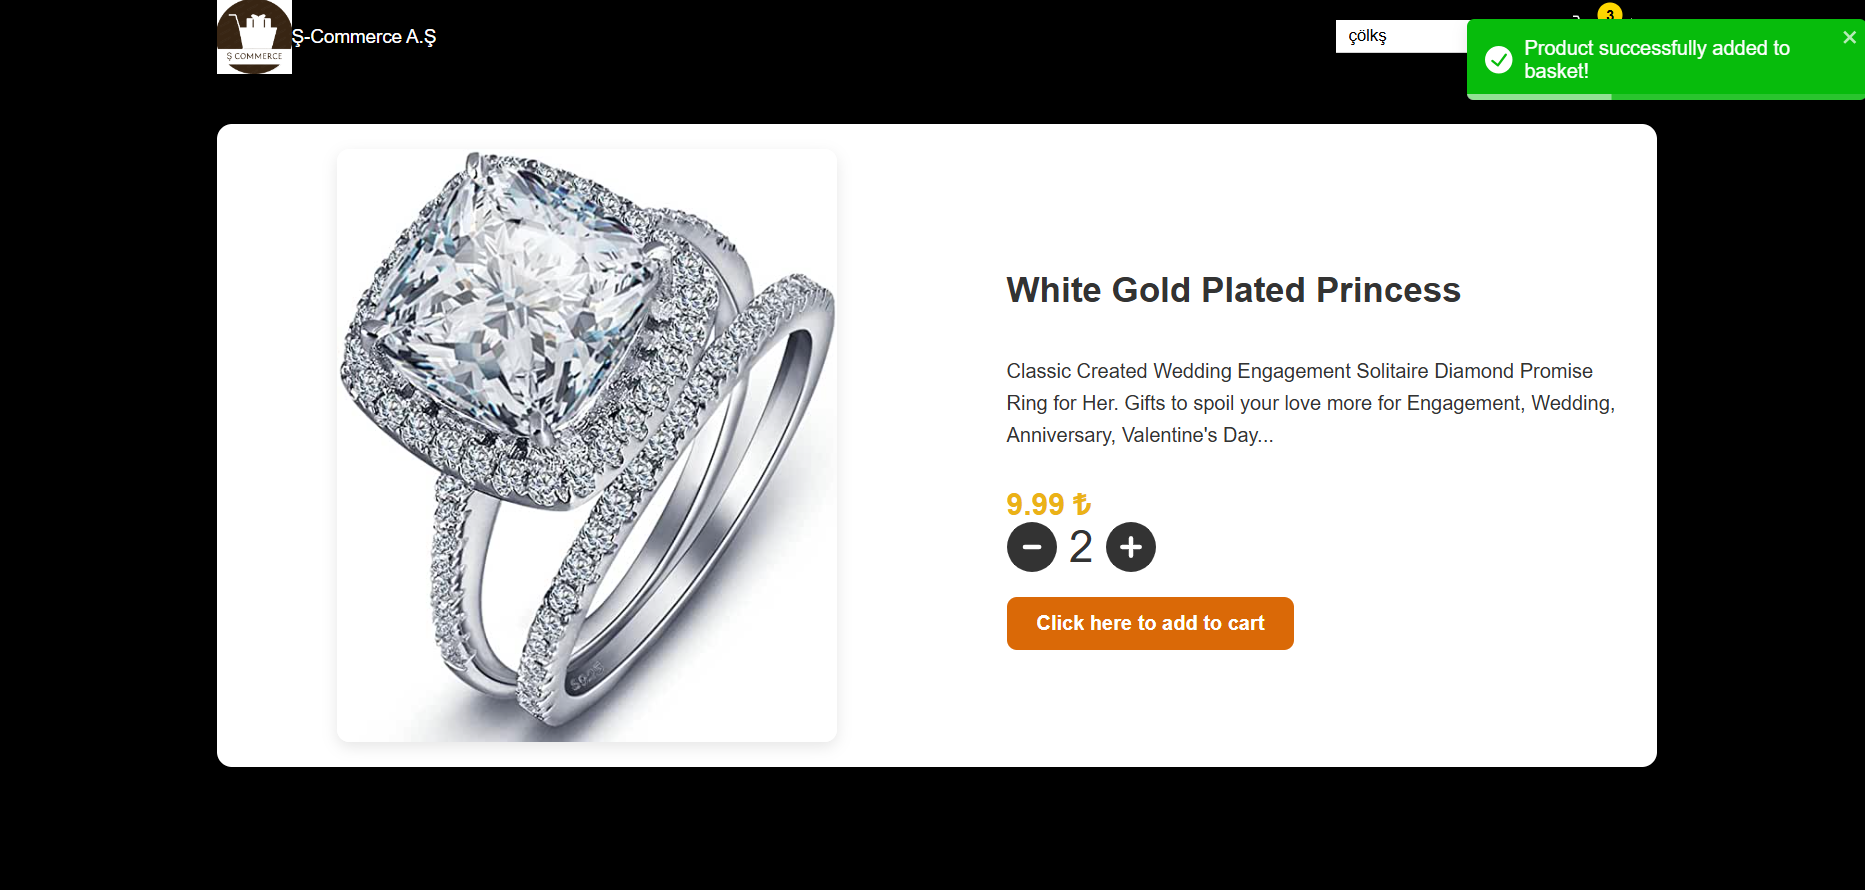 Ş COMMERCE
Ş-Commerce A.Ş
çölkş
3
Product successfully added to
basket!
White Gold Plated Princess
Classic Created Wedding Engagement Solitaire Diamond Promise
Ring for Her. Gifts to spoil your love more for Engagement, Wedding,
Anniversary, Valentine's Day...
9.99 ₺
2
Click here to add to cart
S925